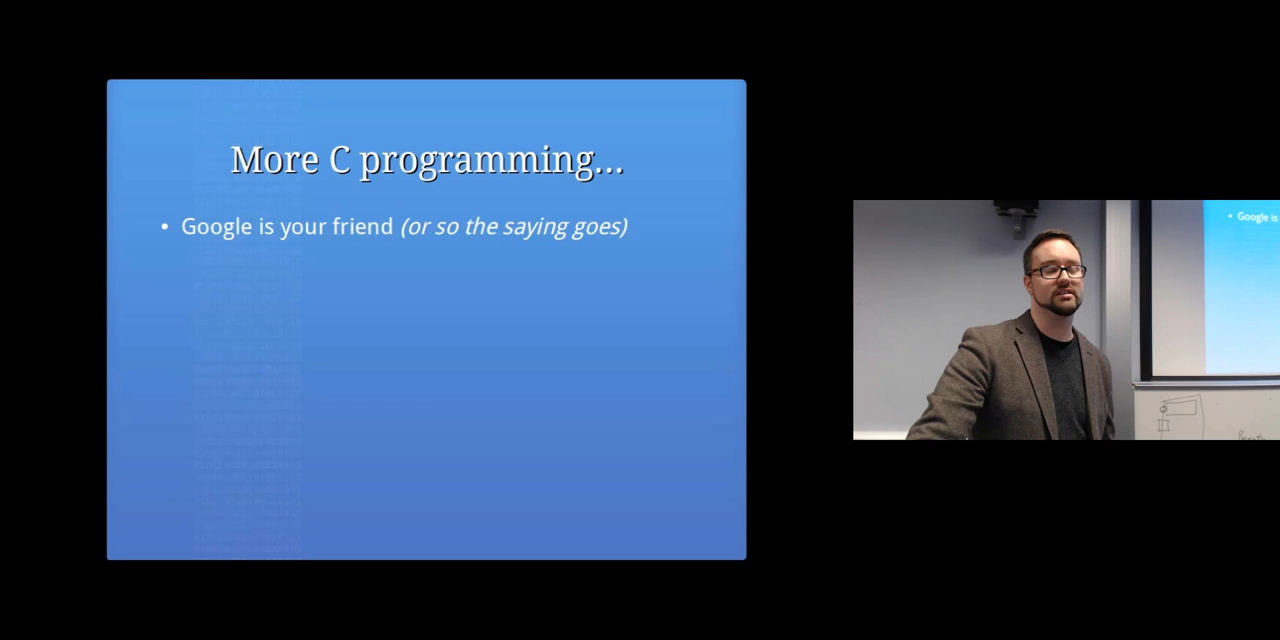 More C programming...
• Google is your friend (or so the saying goes)
• Google is